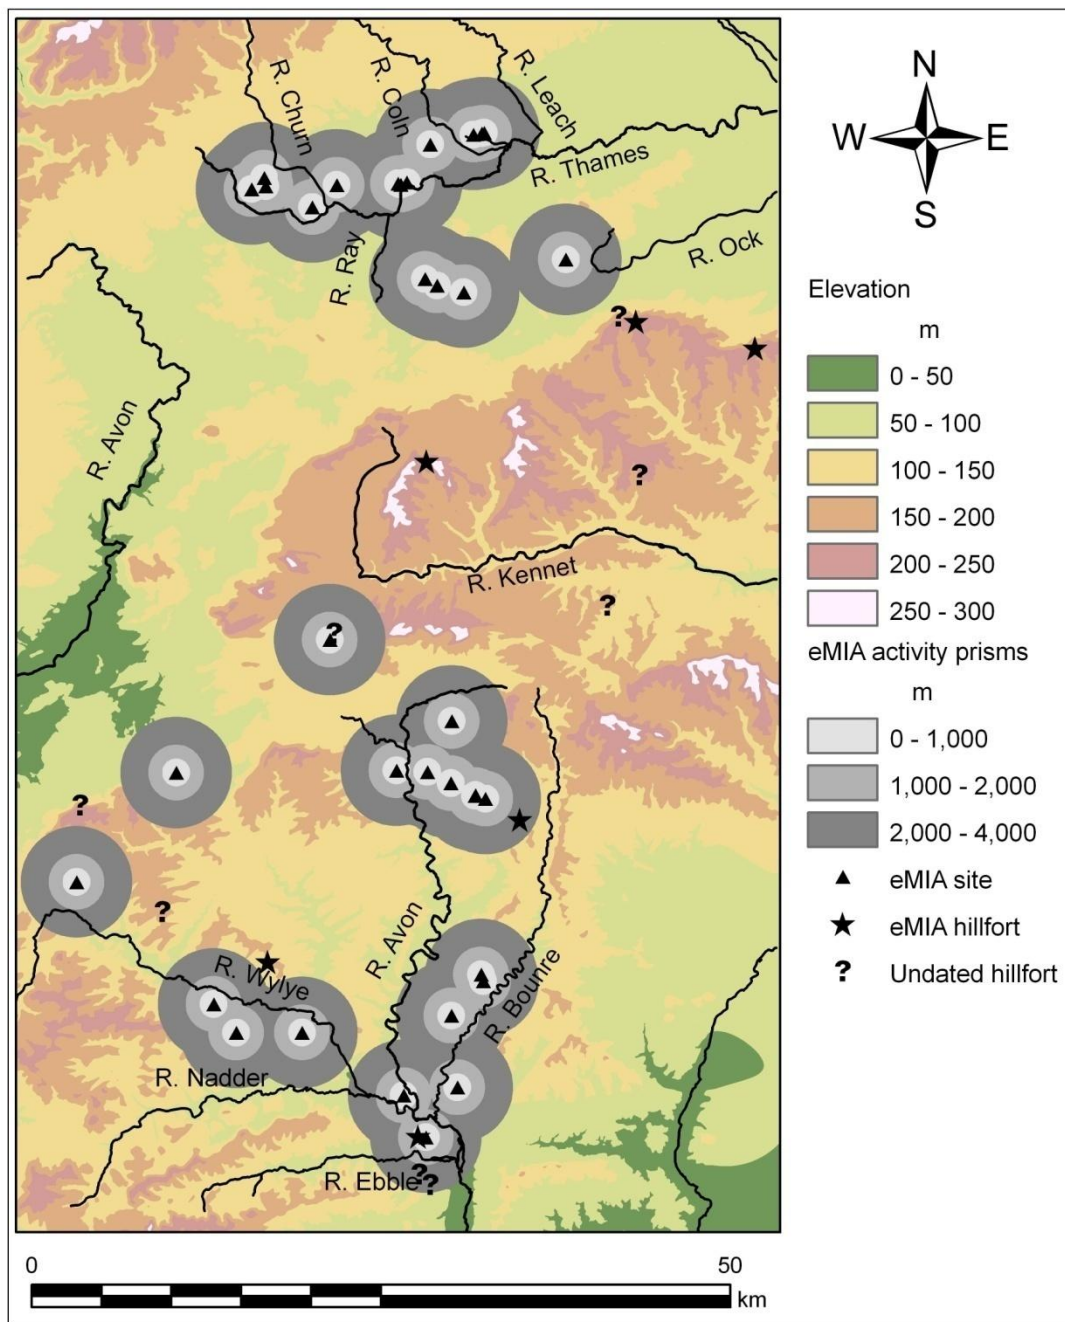 R. Churn
R. Coln
R. Leach
R. Thames
R. Ray
R. Ock
?
R. Avon
?
R. Kennet
?
?
?
?
R. Avon
R. Wylye
R. Bounre
R. Nadder
R. Ebble
?
?
N
W
E
S
Elevation
m
0 - 50
50 - 100
100 - 150
150 - 200
200 - 250
250 - 300
eMIA activity prisms
m
0 - 1,000
1,000 - 2,000
2,000 - 4,000
eMIA site
eMIA hillfort
? Undated hillfort
0
50
km